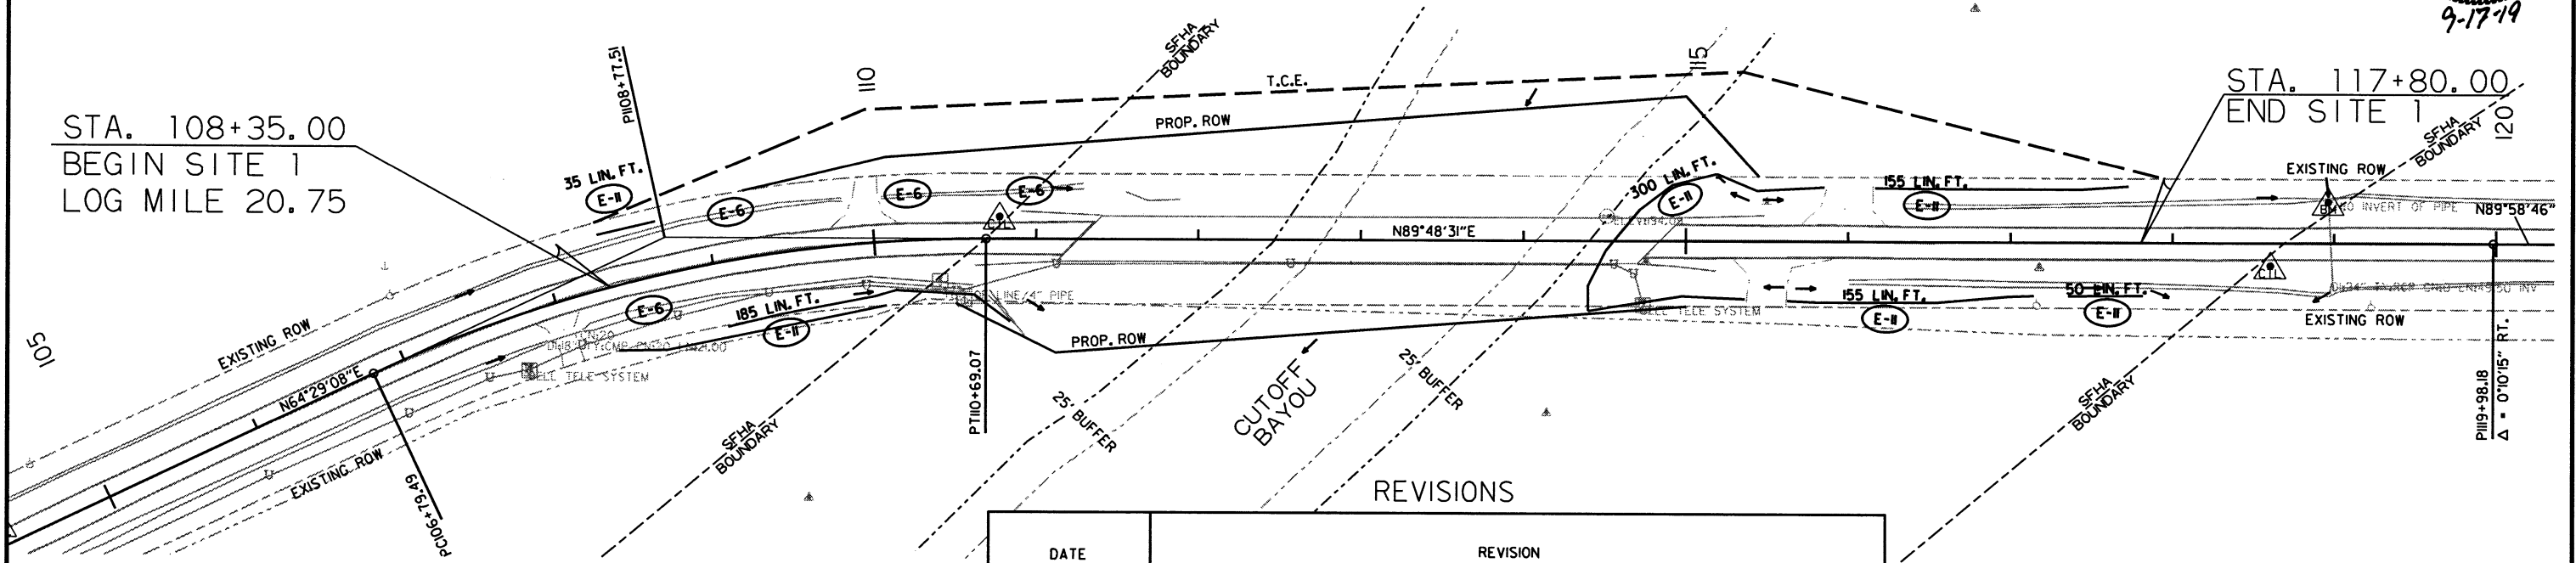 9-17-19
STA. 108+35.00
BEGIN SITE 1
LOG MILE 20.75
PI108+77.51
110
SFHA
BOUNDARY
T.C.E.
115
STA. 117+80.00
END SITE 1
SFHA
BOUNDARY
120
PROP. ROW
35 LIN. FT.
E-11
E-6
E-6
E-6
300 LIN. FT.
E-11
155 LIN. FT.
E-11
EXISTING ROW
N89°58'46"
INVERT OF PIPE
CTL
N89°48'31"E
CTL
105
EXISTING ROW
E-6
185 LIN. FT.
E-11
LINE/4" PIPE
TELE SYSTEM
155 LIN. FT.
E-11
50 LIN. FT.
E-11
EXISTING ROW
N64°29'08"E
TELE SYSTEM
PROP. ROW
PT110+69.07
25' BUFFER
CUTOFF
BAYOU
25' BUFFER
SFHA
BOUNDARY
PI119+98.18
Δ = 0°10'15" RT.
EXISTING ROW
PC106+79.49
SFHA
BOUNDARY
REVISIONS
DATE
REVISION